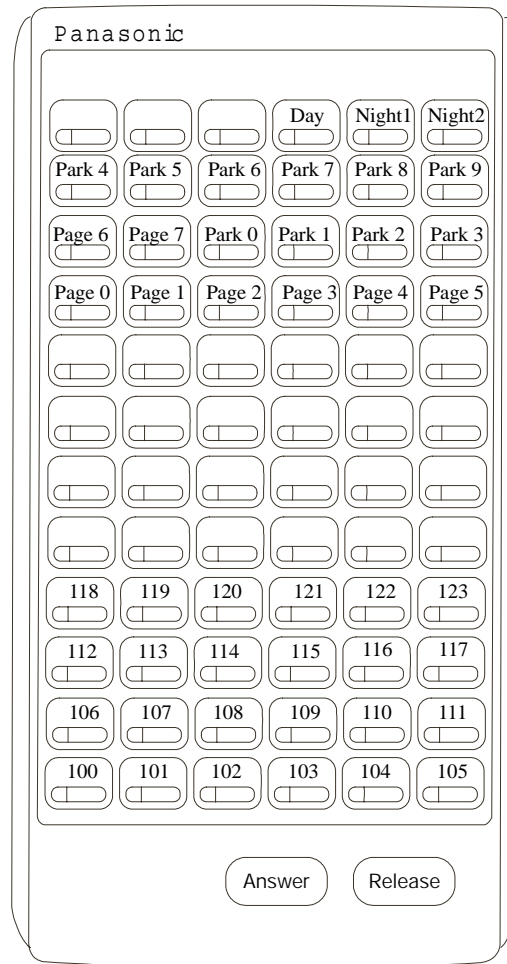 Panasonic
Day Night1 Night2
Park 4 Park 5 Park 6 Park 7 Park 8 Park 9
Page 6 Page 7 Park 0 Park 1 Park 2 Park 3
Page 0 Page 1 Page 2 Page 3 Page 4 Page 5
118 119 120 121 122 123
112 113 114 115 116 117
106 107 108 109 110 111
100 101 102 103 104 105
Answer Release